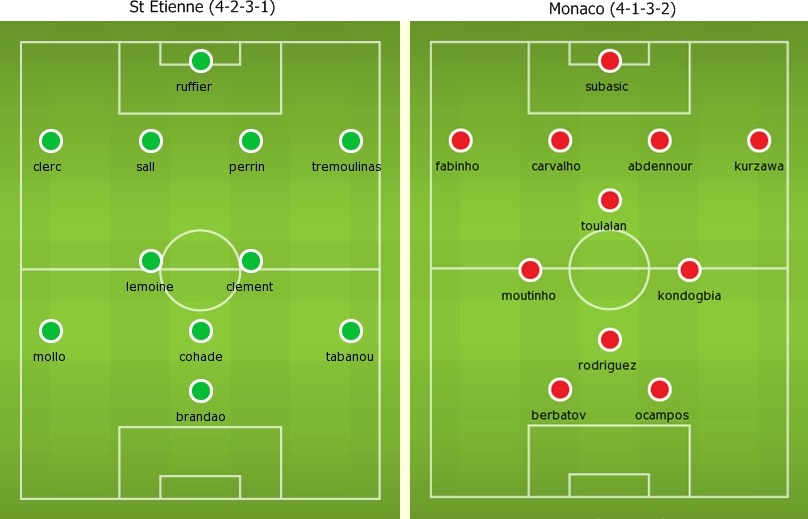 St Etienne (4-2-3-1)
ruffier
clerc sall perrin tremoulinas
lemoine clement
mollo cohade tabanou
brandao
Monaco (4-1-3-2)
subasic
fabinho carvalho abdennour kurzawa
toulalan
moutinho kondogbia
rodriguez
berbatov ocampos